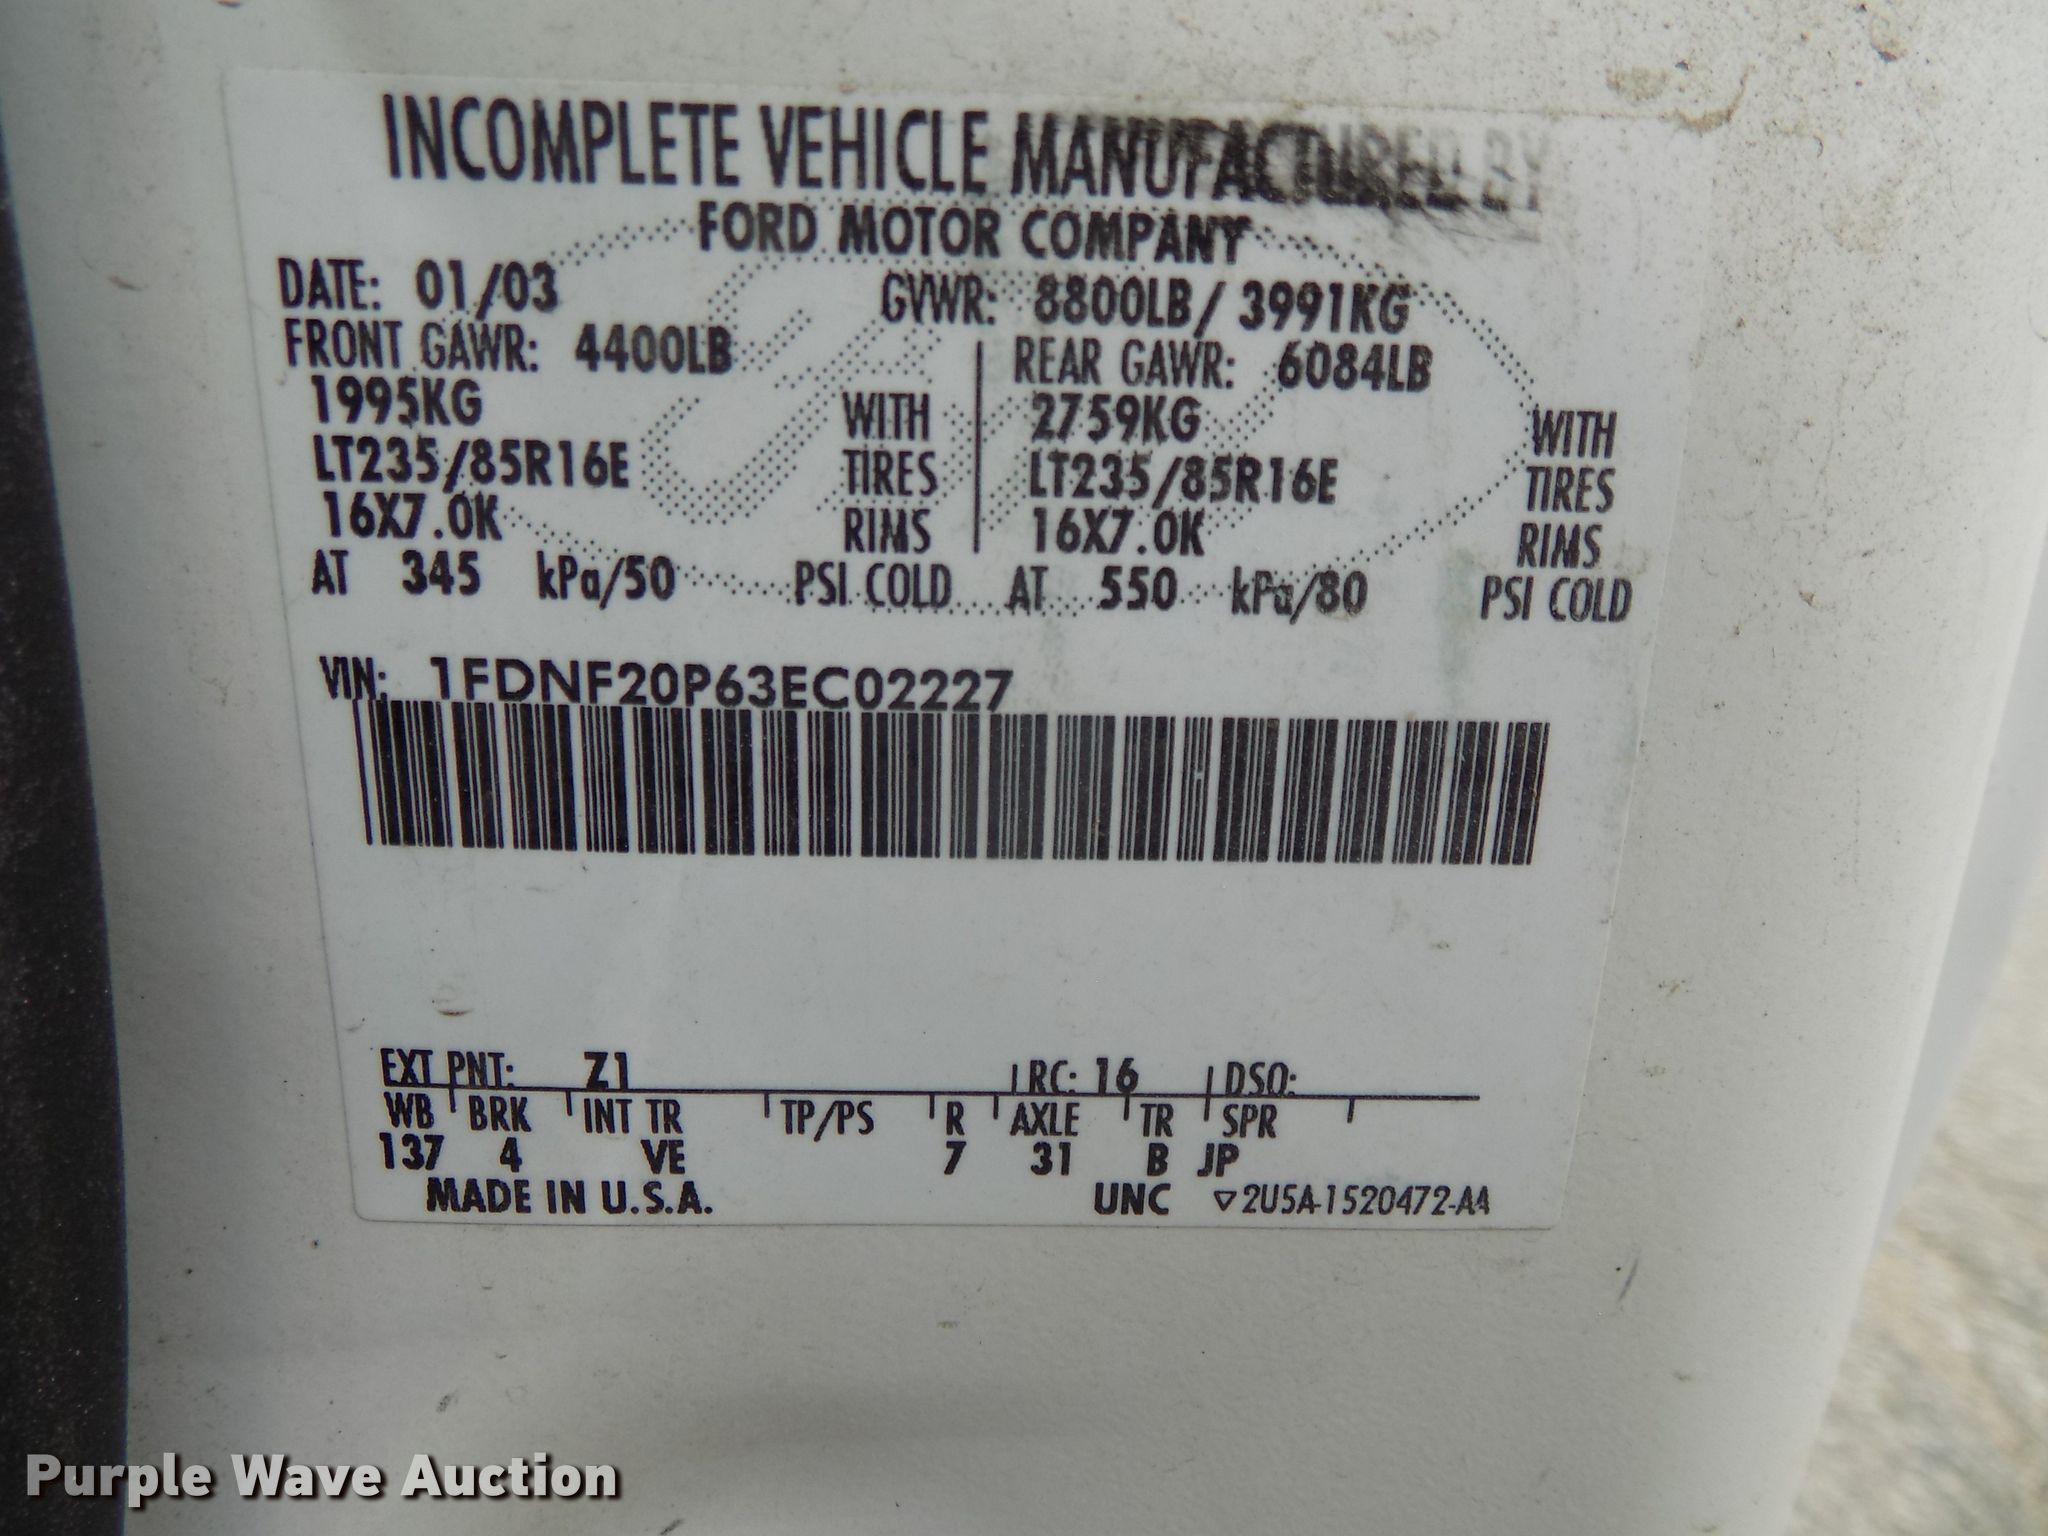 INCOMPLETE VEHICLE MANUFACTURED BY
FORD MOTOR COMPANY
DATE: 01/03 GVWR: 8800LB/ 3991KG
FRONT GAWR: 4400LB REAR GAWR: 6084LB
1995KG WITH 2759KG WITH
LT235/85R16E TIRES LT235/85R16E TIRES
16X7.0K RIMS 16X7.0K RIMS
AT 345 kPa/50 PSI COLD AT 550 kPa/80 PSI COLD
VIN: 1FDNF20P63EC02227
EXT PNT: Z1 RC: 16 DSO:
WB BRK INT TR TP/PS R AXLE TR SPR
137 4 VE 7 31 B JP
MADE IN U.S.A. UNC ▽2U5A-1520472-AA
Purple Wave Auction